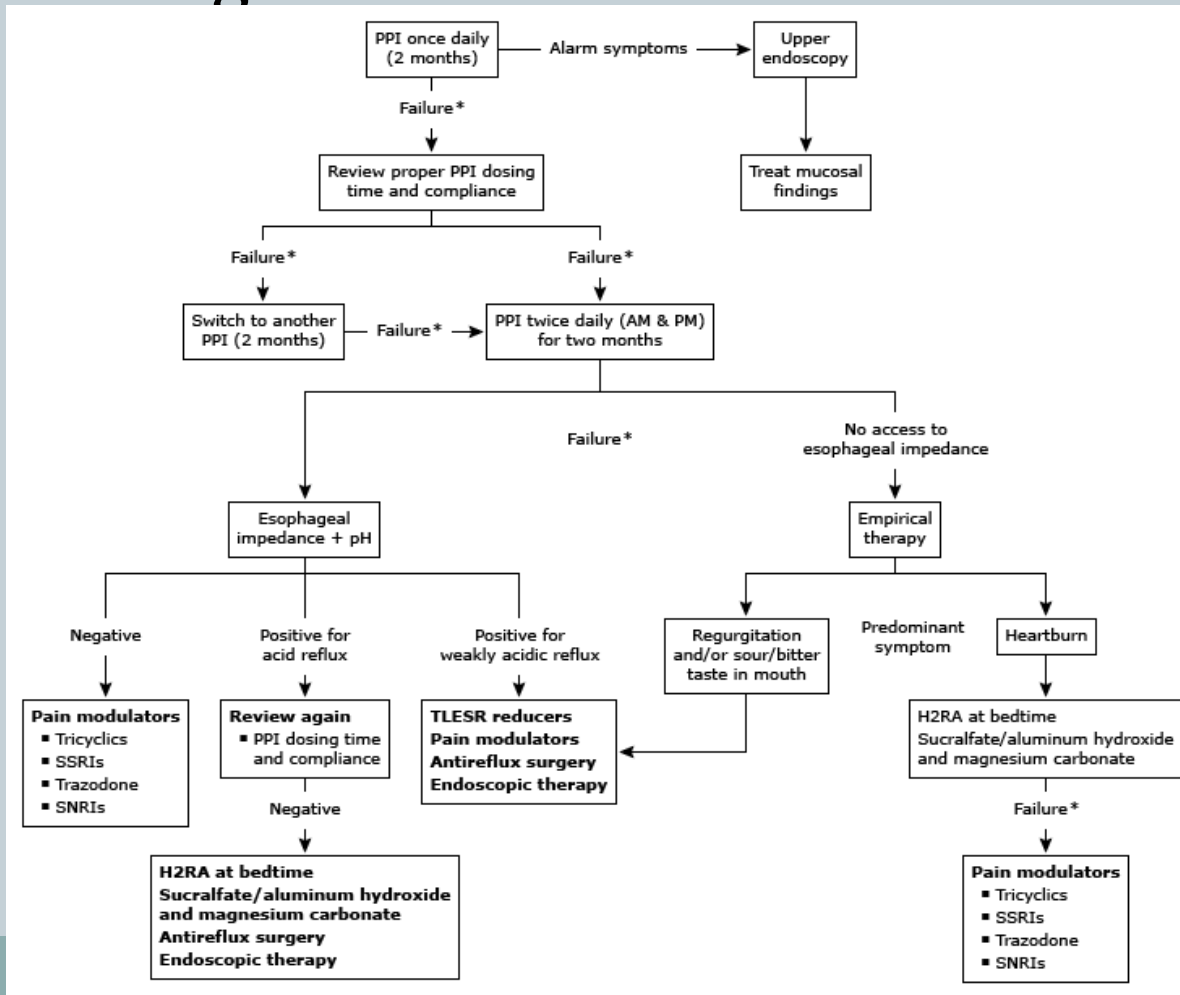 PPI once daily
(2 months)
Alarm symptoms
Upper
endoscopy
Failure*
Review proper PPI dosing
time and compliance
Treat mucosal
findings
Failure*
Failure*
Switch to another
PPI (2 months)
Failure*
PPI twice daily (AM & PM)
for two months
Failure*
No access to
esophageal impedance
Esophageal
impedance + pH
Empirical
therapy
Negative
Positive for
acid reflux
Positive for
weakly acidic reflux
Regurgitation
and/or sour/bitter
taste in mouth
Predominant
symptom
Heartburn
Pain modulators
▪ Tricyclics
▪ SSRIs
▪ Trazodone
▪ SNRIs
Review again
▪ PPI dosing time
and compliance
TLESR reducers
Pain modulators
Antireflux surgery
Endoscopic therapy
H2RA at bedtime
Sucralfate/aluminum hydroxide
and magnesium carbonate
Negative
Failure*
H2RA at bedtime
Sucralfate/aluminum hydroxide
and magnesium carbonate
Antireflux surgery
Endoscopic therapy
Pain modulators
▪ Tricyclics
▪ SSRIs
▪ Trazodone
▪ SNRIs